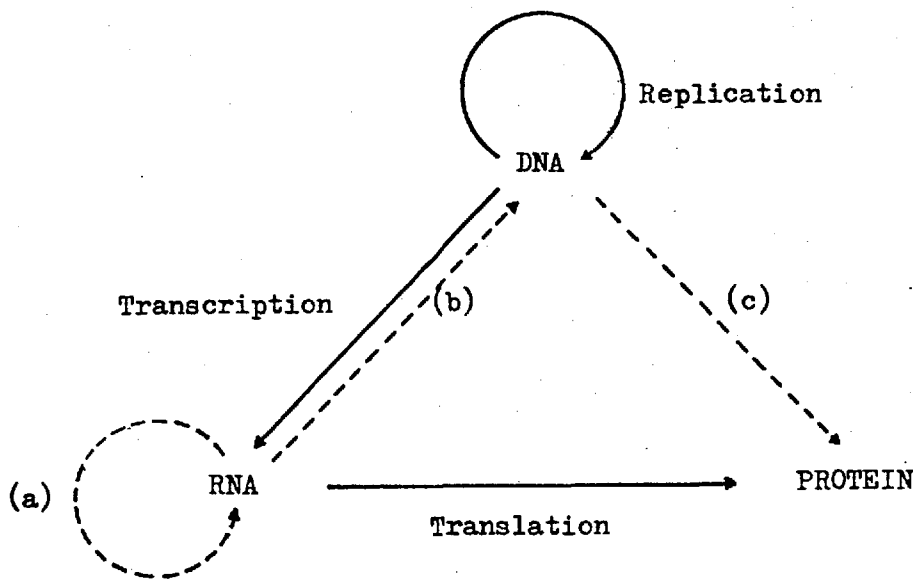 Replication
DNA
Transcription
(b)
(c)
(a)
RNA
PROTEIN
Translation